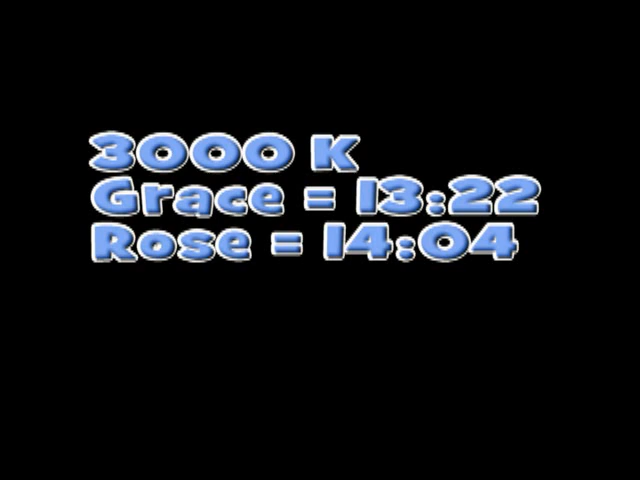 3000 K
Grace = 13:22
Rose = 14:04